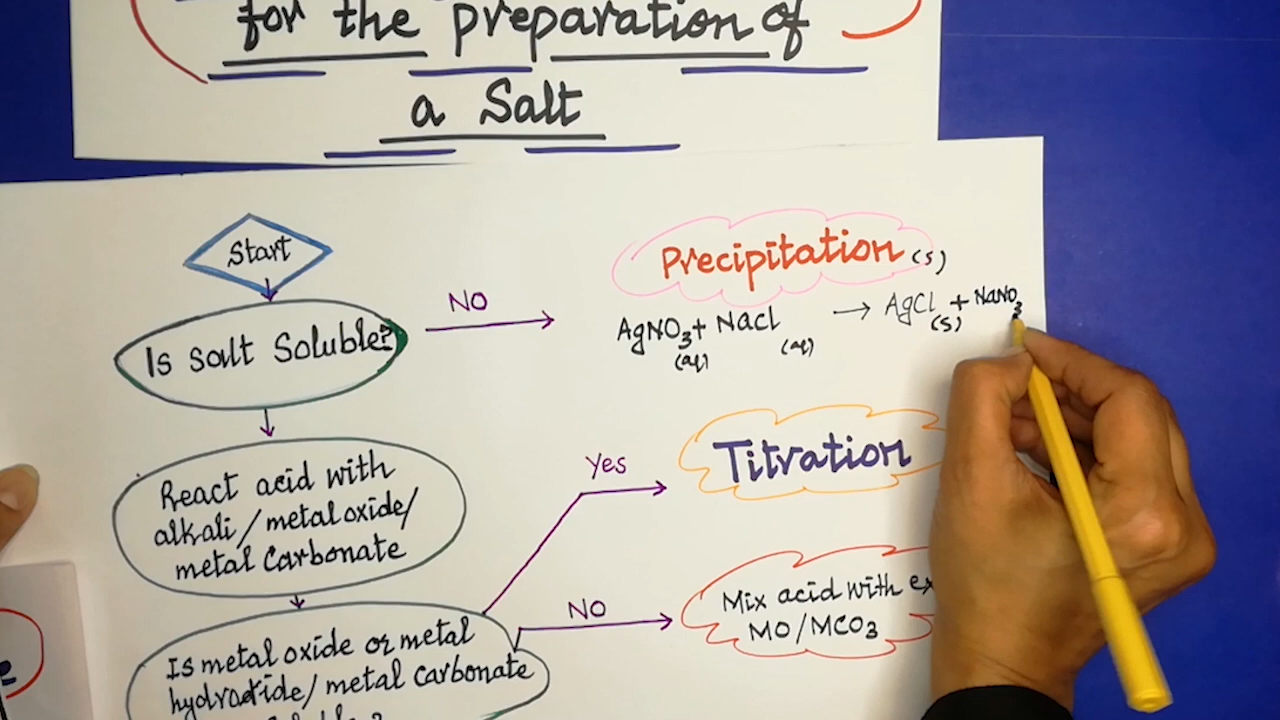 for the preparation of
a Salt
Start
Is Salt Soluble?
NO
Precipitation (s)
AgNO3 + NaCl → AgCl + NaNO3
(aq) (aq) (s)
React acid with
alkali / metal oxide /
metal Carbonate
Yes
Titration
NO
Mix acid with
MO/MCO3
Is metal oxide or metal
hydroxide / metal Carbonate